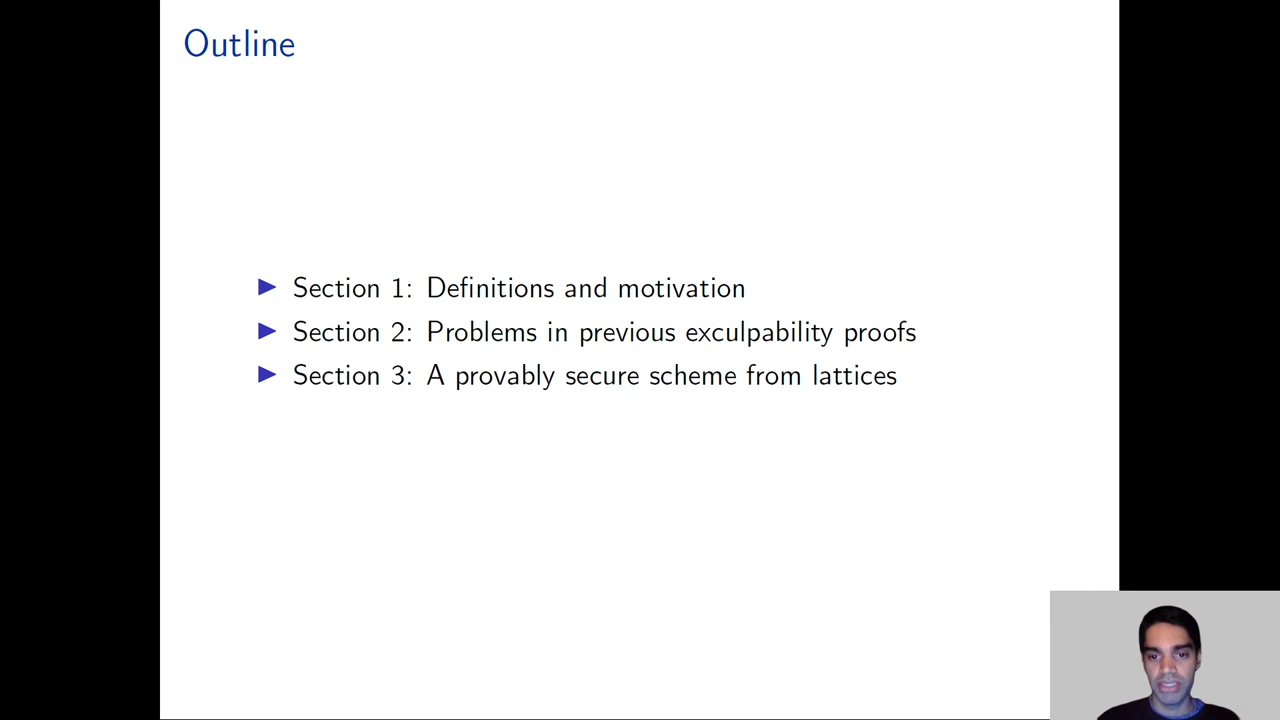 Outline
Section 1: Definitions and motivation
Section 2: Problems in previous exculpability proofs
Section 3: A provably secure scheme from lattices